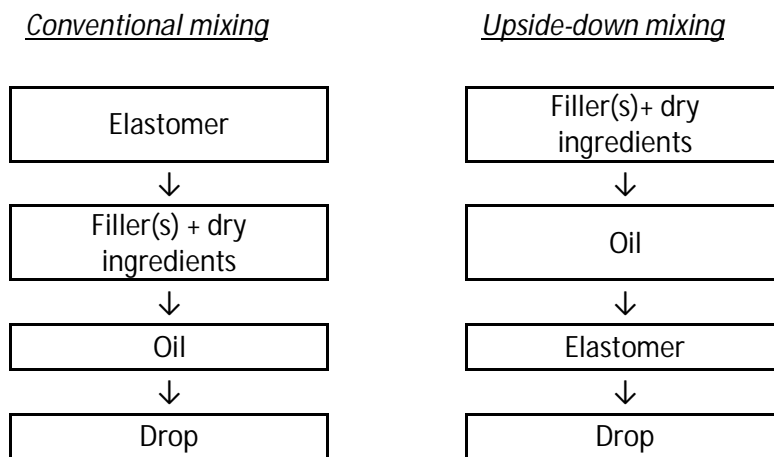 Conventional mixing
Elastomer
↓
Filler(s) + dry
ingredients
↓
Oil
↓
Drop
Upside-down mixing
Filler(s)+ dry
ingredients
↓
Oil
↓
Elastomer
↓
Drop